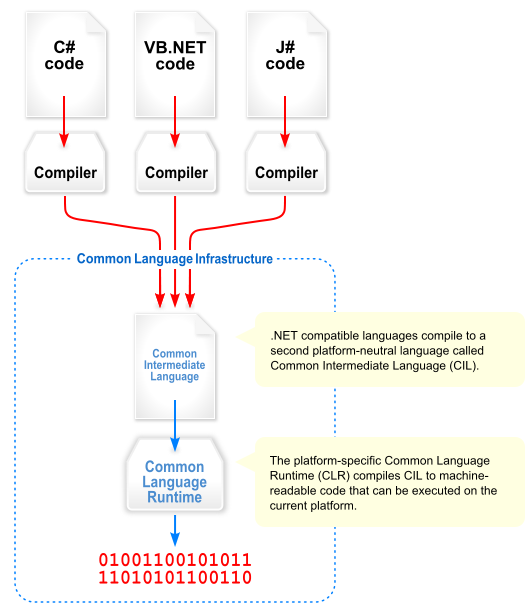 C#
code
VB.NET
code
J#
code
Compiler
Compiler
Compiler
Common Language Infrastructure
Common
Intermediate
Language
.NET compatible languages compile to a
second platform-neutral language called
Common Intermediate Language (CIL).
Common
Language
Runtime
The platform-specific Common Language
Runtime (CLR) compiles CIL to machine-
readable code that can be executed on the
current platform.
01001100101011
11010101100110